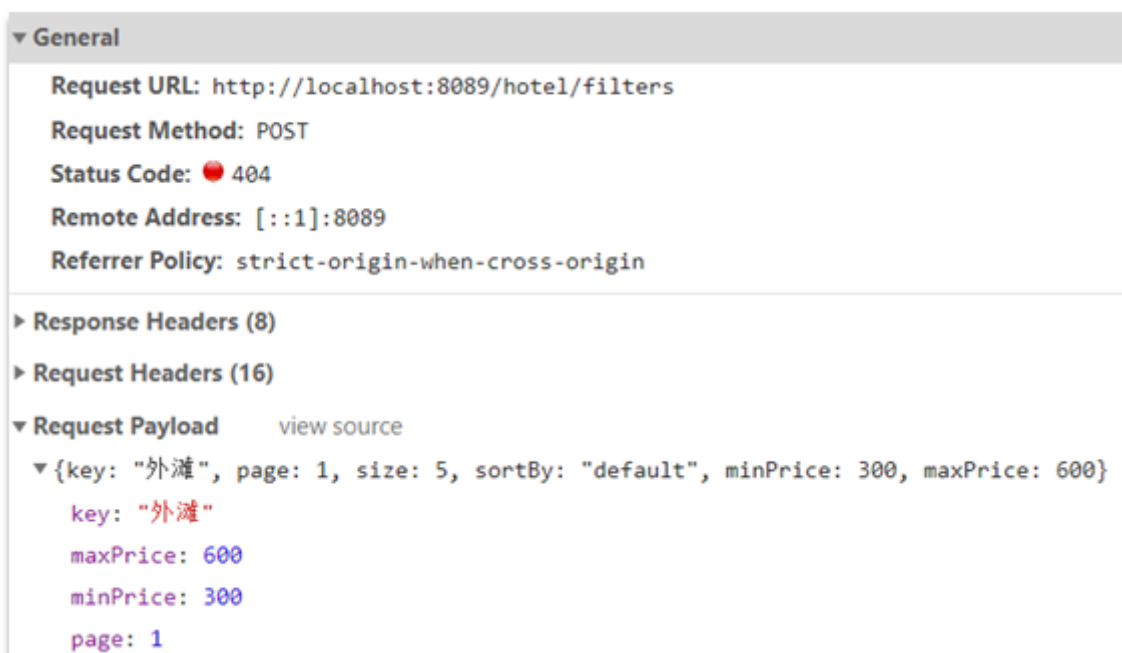 General
Request URL: http://localhost:8089/hotel/filters
Request Method: POST
Status Code: 404
Remote Address: [::1]:8089
Referrer Policy: strict-origin-when-cross-origin
Response Headers (8)
Request Headers (16)
Request Payload view source
{key: "外滩", page: 1, size: 5, sortBy: "default", minPrice: 300, maxPrice: 600}
key: "外滩"
maxPrice: 600
minPrice: 300
page: 1